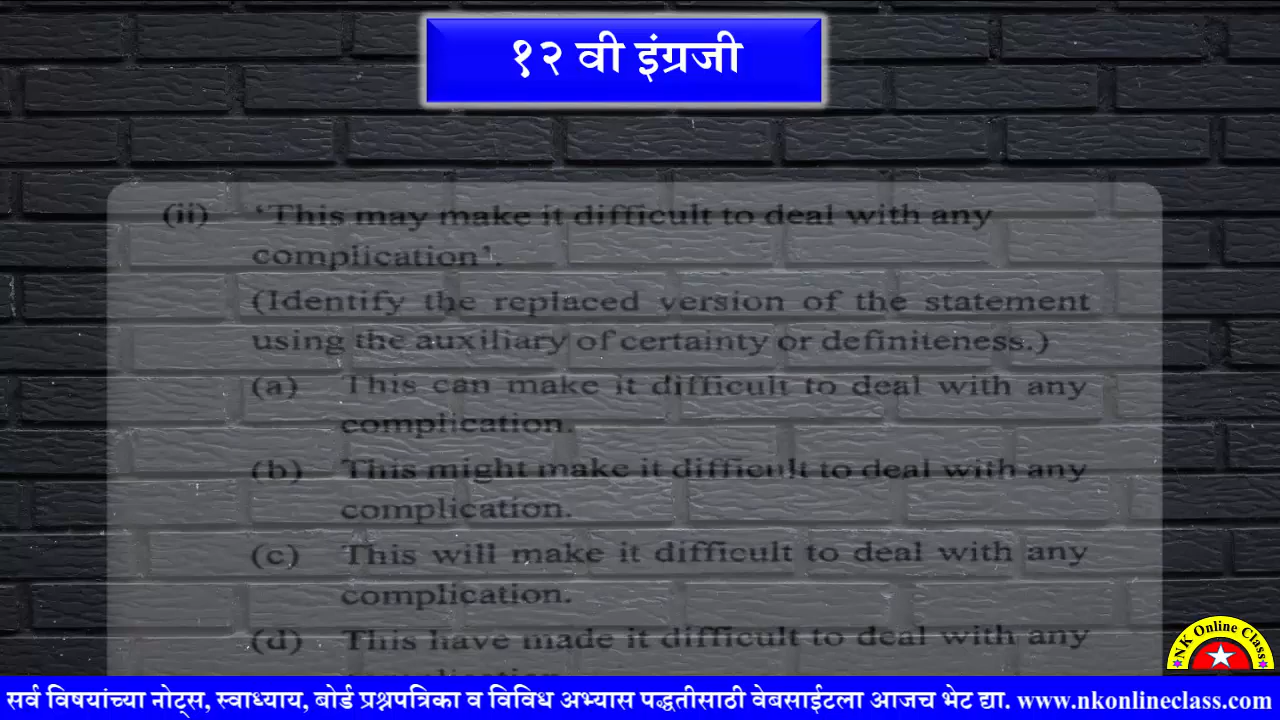 १२ वी इंग्रजी
(ii) 'This may make it difficult to deal with any
complication'.
(Identify the replaced version of the statement
using the auxiliary of certainty or definiteness.)
(a) This can make it difficult to deal with any
complication.
(b) This might make it difficult to deal with any
complication.
(c) This will make it difficult to deal with any
complication.
(d) This have made it difficult to deal with any
NK Online Class
सर्व विषयांच्या नोट्स, स्वाध्याय, बोर्ड प्रश्नपत्रिका व विविध अभ्यास पद्धतीसाठी वेबसाईटला आजच भेट द्या. www.nkonlineclass.com